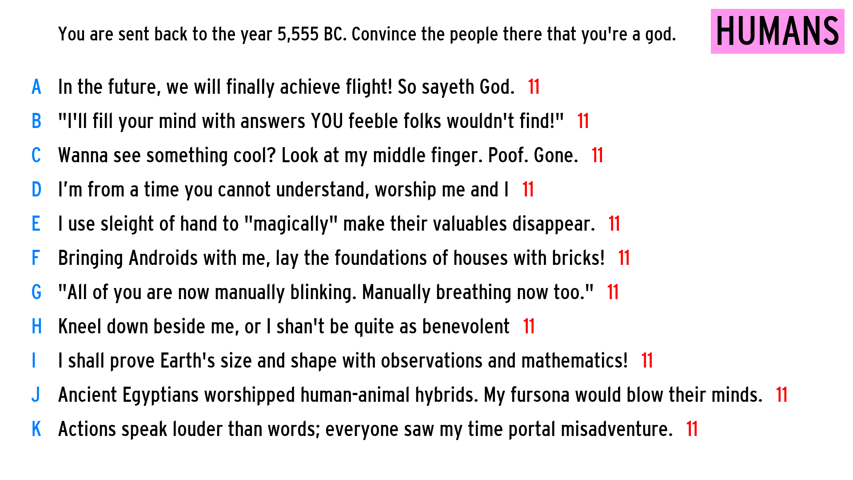 You are sent back to the year 5,555 BC. Convince the people there that you're a god.
HUMANS
A In the future, we will finally achieve flight! So sayeth God. 11
B "I'll fill your mind with answers YOU feeble folks wouldn't find!" 11
C Wanna see something cool? Look at my middle finger. Poof. Gone. 11
D I’m from a time you cannot understand, worship me and I 11
E I use sleight of hand to "magically" make their valuables disappear. 11
F Bringing Androids with me, lay the foundations of houses with bricks! 11
G "All of you are now manually blinking. Manually breathing now too." 11
H Kneel down beside me, or I shan't be quite as benevolent 11
I I shall prove Earth's size and shape with observations and mathematics! 11
J Ancient Egyptians worshipped human-animal hybrids. My fursona would blow their minds. 11
K Actions speak louder than words; everyone saw my time portal misadventure. 11